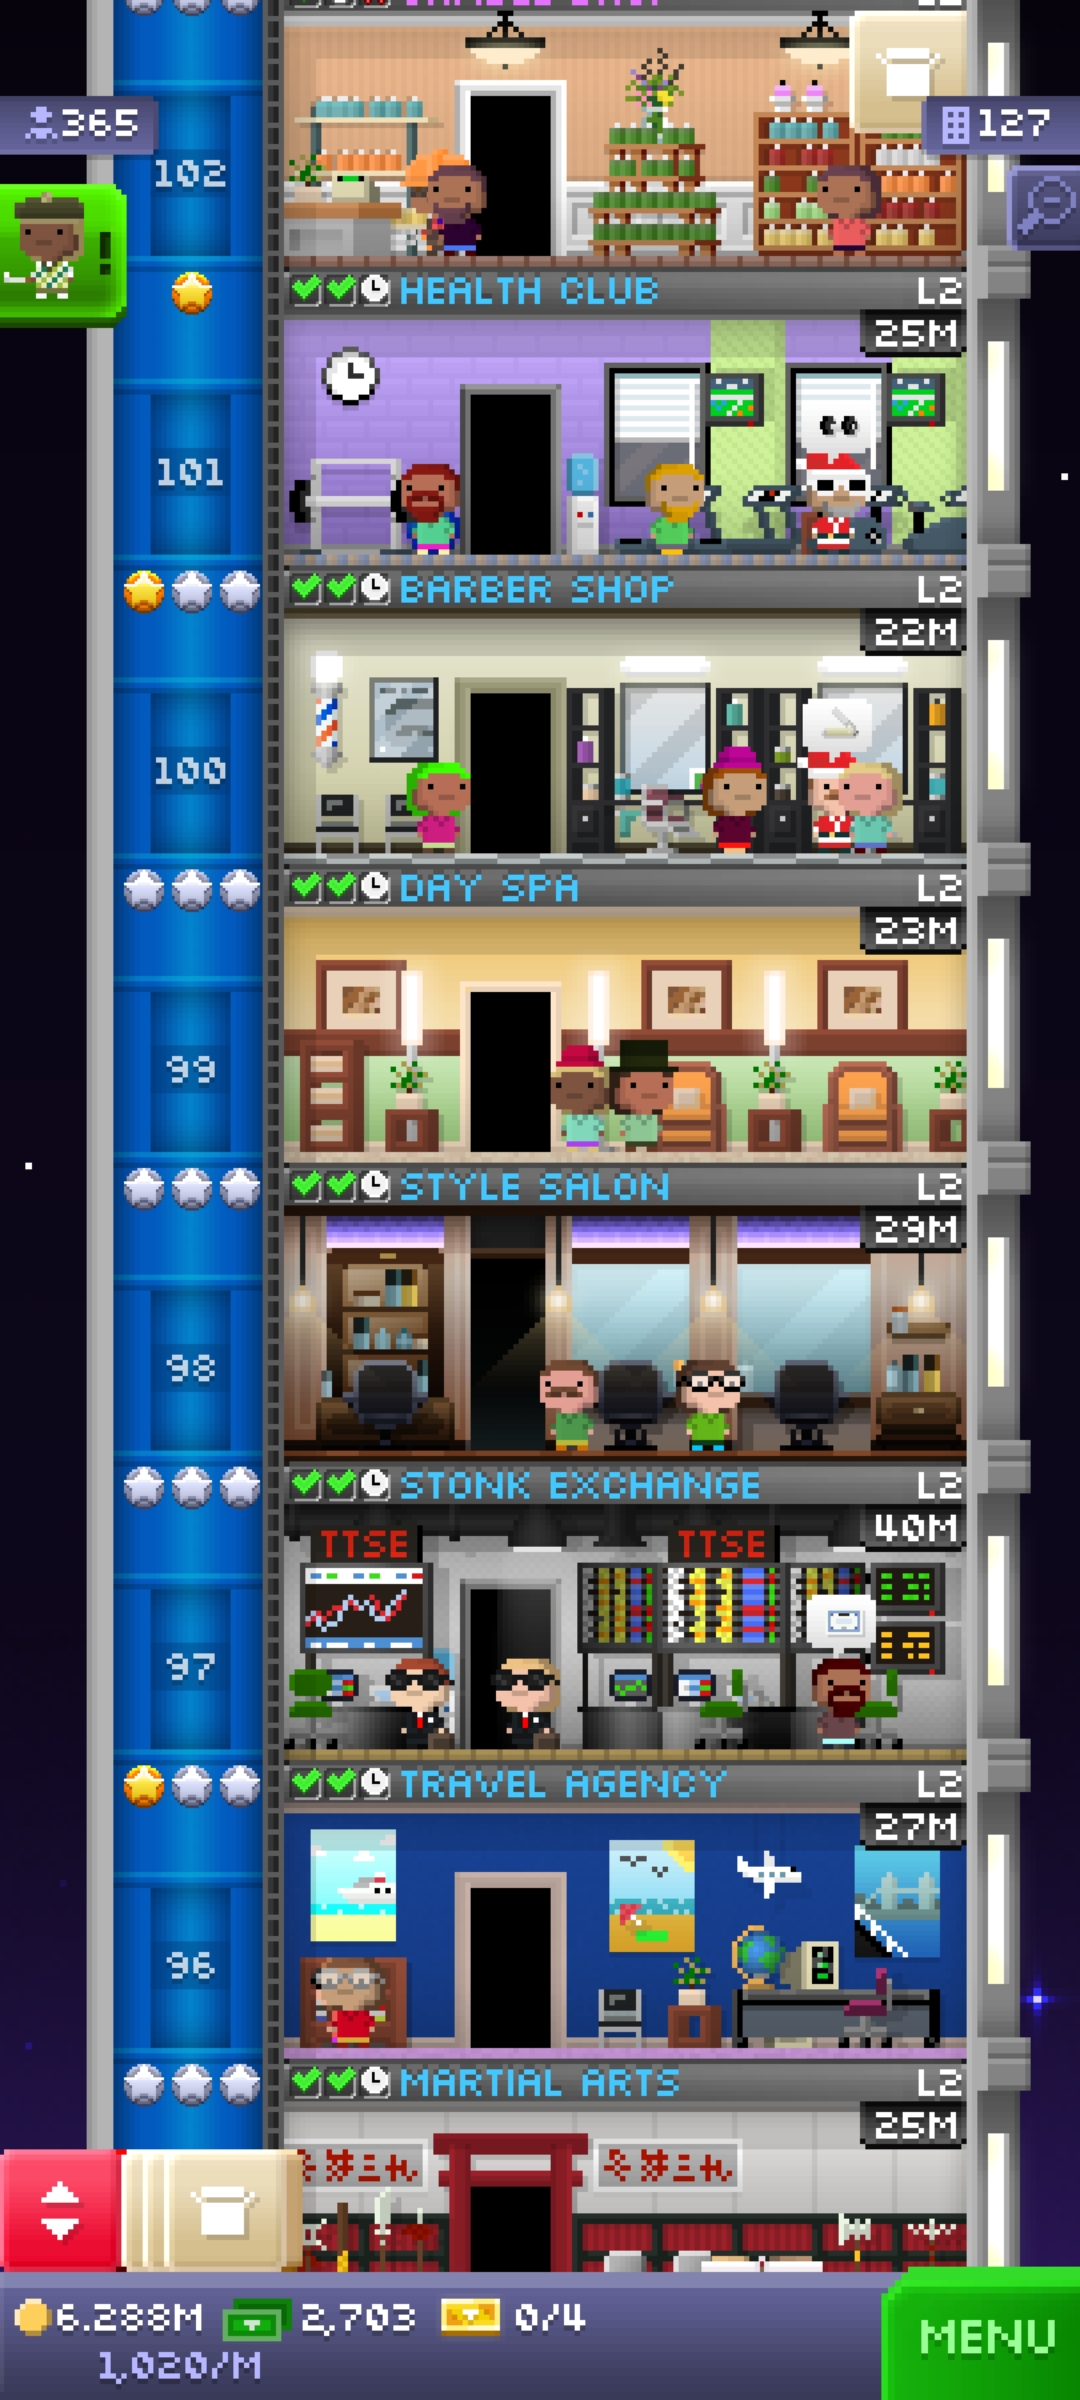 365
127
102
HEALTH CLUB L2
25M
101
BARBER SHOP L2
22M
100
DAY SPA L2
23M
99
STYLE SALON L2
29M
98
STONK EXCHANGE L2
40M
TTSE TTSE
97
TRAVEL AGENCY L2
27M
96
MARTIAL ARTS L2
25M
6.288M 2,703 0/4
1,020/M
MENU